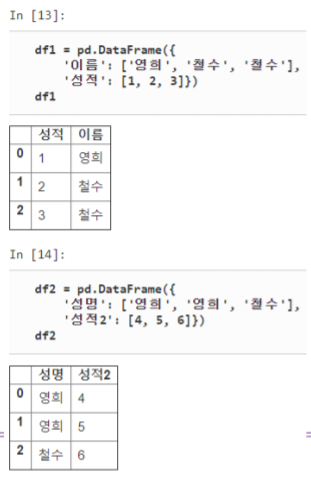 In [13]:
df1 = pd.DataFrame({
'이름': ['영희', '철수', '철수'],
'성적': [1, 2, 3]})
df1
성적 이름
0 1 영희
1 2 철수
2 3 철수
In [14]:
df2 = pd.DataFrame({
'성명': ['영희', '영희', '철수'],
'성적2': [4, 5, 6]})
df2
성명 성적2
0 영희 4
1 영희 5
2 철수 6